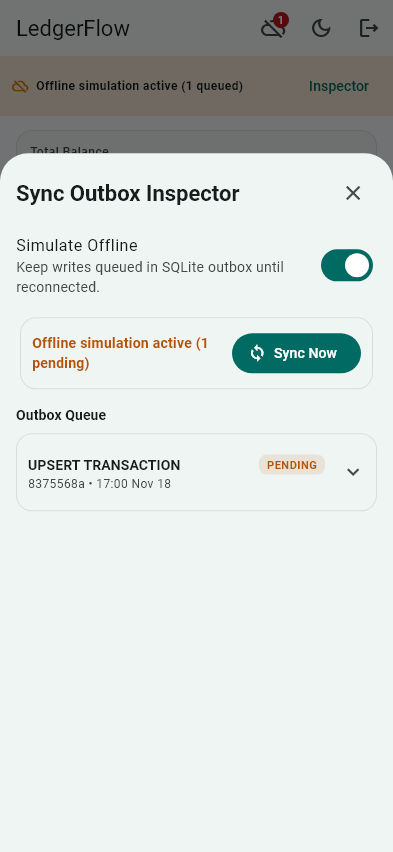 LedgerFlow
1
Offline simulation active (1 queued)
Inspector
Total Balance
Sync Outbox Inspector
Simulate Offline
Keep writes queued in SQLite outbox until
reconnected.
Offline simulation active (1
pending)
Sync Now
Outbox Queue
UPSERT TRANSACTION
PENDING
8375568a • 17:00 Nov 18